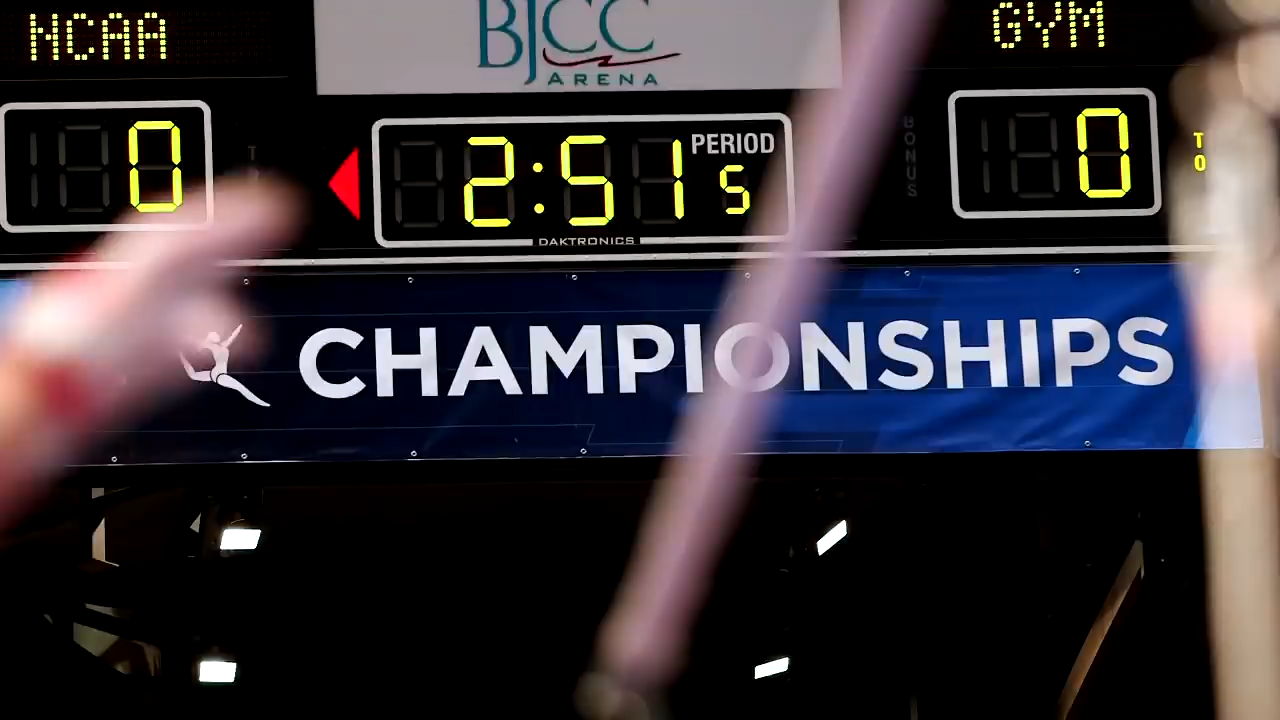 NCAA
BJCC
ARENA
GYM
0
2:51
PERIOD
5
BONUS
0
T
O
DAKTRONICS
CHAMPIONSHIPS